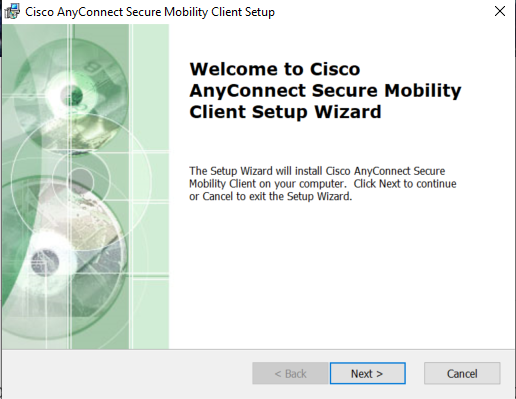 Cisco AnyConnect Secure Mobility Client Setup
Welcome to Cisco
AnyConnect Secure Mobility
Client Setup Wizard
The Setup Wizard will install Cisco AnyConnect Secure
Mobility Client on your computer. Click Next to continue
or Cancel to exit the Setup Wizard.
< Back
Next >
Cancel